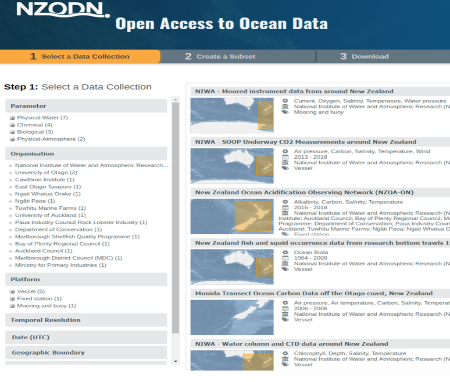 NZODN.
Open Access to Ocean Data
1 Select a Data Collection
2 Create a Subset
3 Download
Step 1: Select a Data Collection
Parameter
Physical-Water (7)
Chemical (4)
Biological (3)
Physical-Atmosphere (2)
Organisation
National Institute of Water and Atmospheric Research...
University of Otago (2)
Cawthron Institute (1)
East Otago Taiapure (1)
Ngati Whatua Orakei (1)
Ngāti Paoa (1)
Tuwhitu Marine Farms (1)
University of Auckland (1)
Paua Industry Council Rock Lobster Industry (1)
Department of Conservation (1)
Marlborough Shellfish Quality Programme (1)
Bay of Plenty Regional Council (1)
Auckland Council (1)
Marlborough District Council (MDC) (1)
Ministry for Primary Industries (1)
Platform
Vessel (5)
Fixed station (1)
Mooring and buoy (1)
Temporal Resolution
Date (UTC)
Geographic Boundary
NIWA - Moored instrument data from around New Zealand
Current, Oxygen, Salinity, Temperature, Water pressure
National Institute of Water and Atmospheric Research (N
Mooring and buoy
NIWA - SOOP Underway CO2 Measurements around New Zealand
Air pressure, Carbon, Salinity, Temperature, Wind
2013 - 2018
National Institute of Water and Atmospheric Research (N
Vessel
New Zealand Ocean Acidification Observing Network (NZOA-ON)
Alkalinity, Carbon, Salinity, Temperature
2015 - 2018
National Institute of Water and Atmospheric Research (N
Institute; Auckland Council; Bay of Plenty Regional Council; M
Programme; Department of Conservation; Paua Industry Coun
Auckland; Tuwhitu Marine Farms; Ngāti Paoa; Ngati Whatua O
Fixed station
New Zealand fish and squid occurrence data from research bottom trawls 1
Ocean Biota
1964 - 2008
National Institute of Water and Atmospheric Research (N
Vessel
Munida Transect Ocean Carbon Data off the Otago coast, New Zealand
Air pressure, Air temperature, Carbon, Salinity, Temperat
2006 - 2006
National Institute of Water and Atmospheric Research (N
Vessel
NIWA - Water column and CTD data around New Zealand
Chlorophyll, Depth, Salinity, Temperature
National Institute of Water and Atmospheric Research (N
Vessel